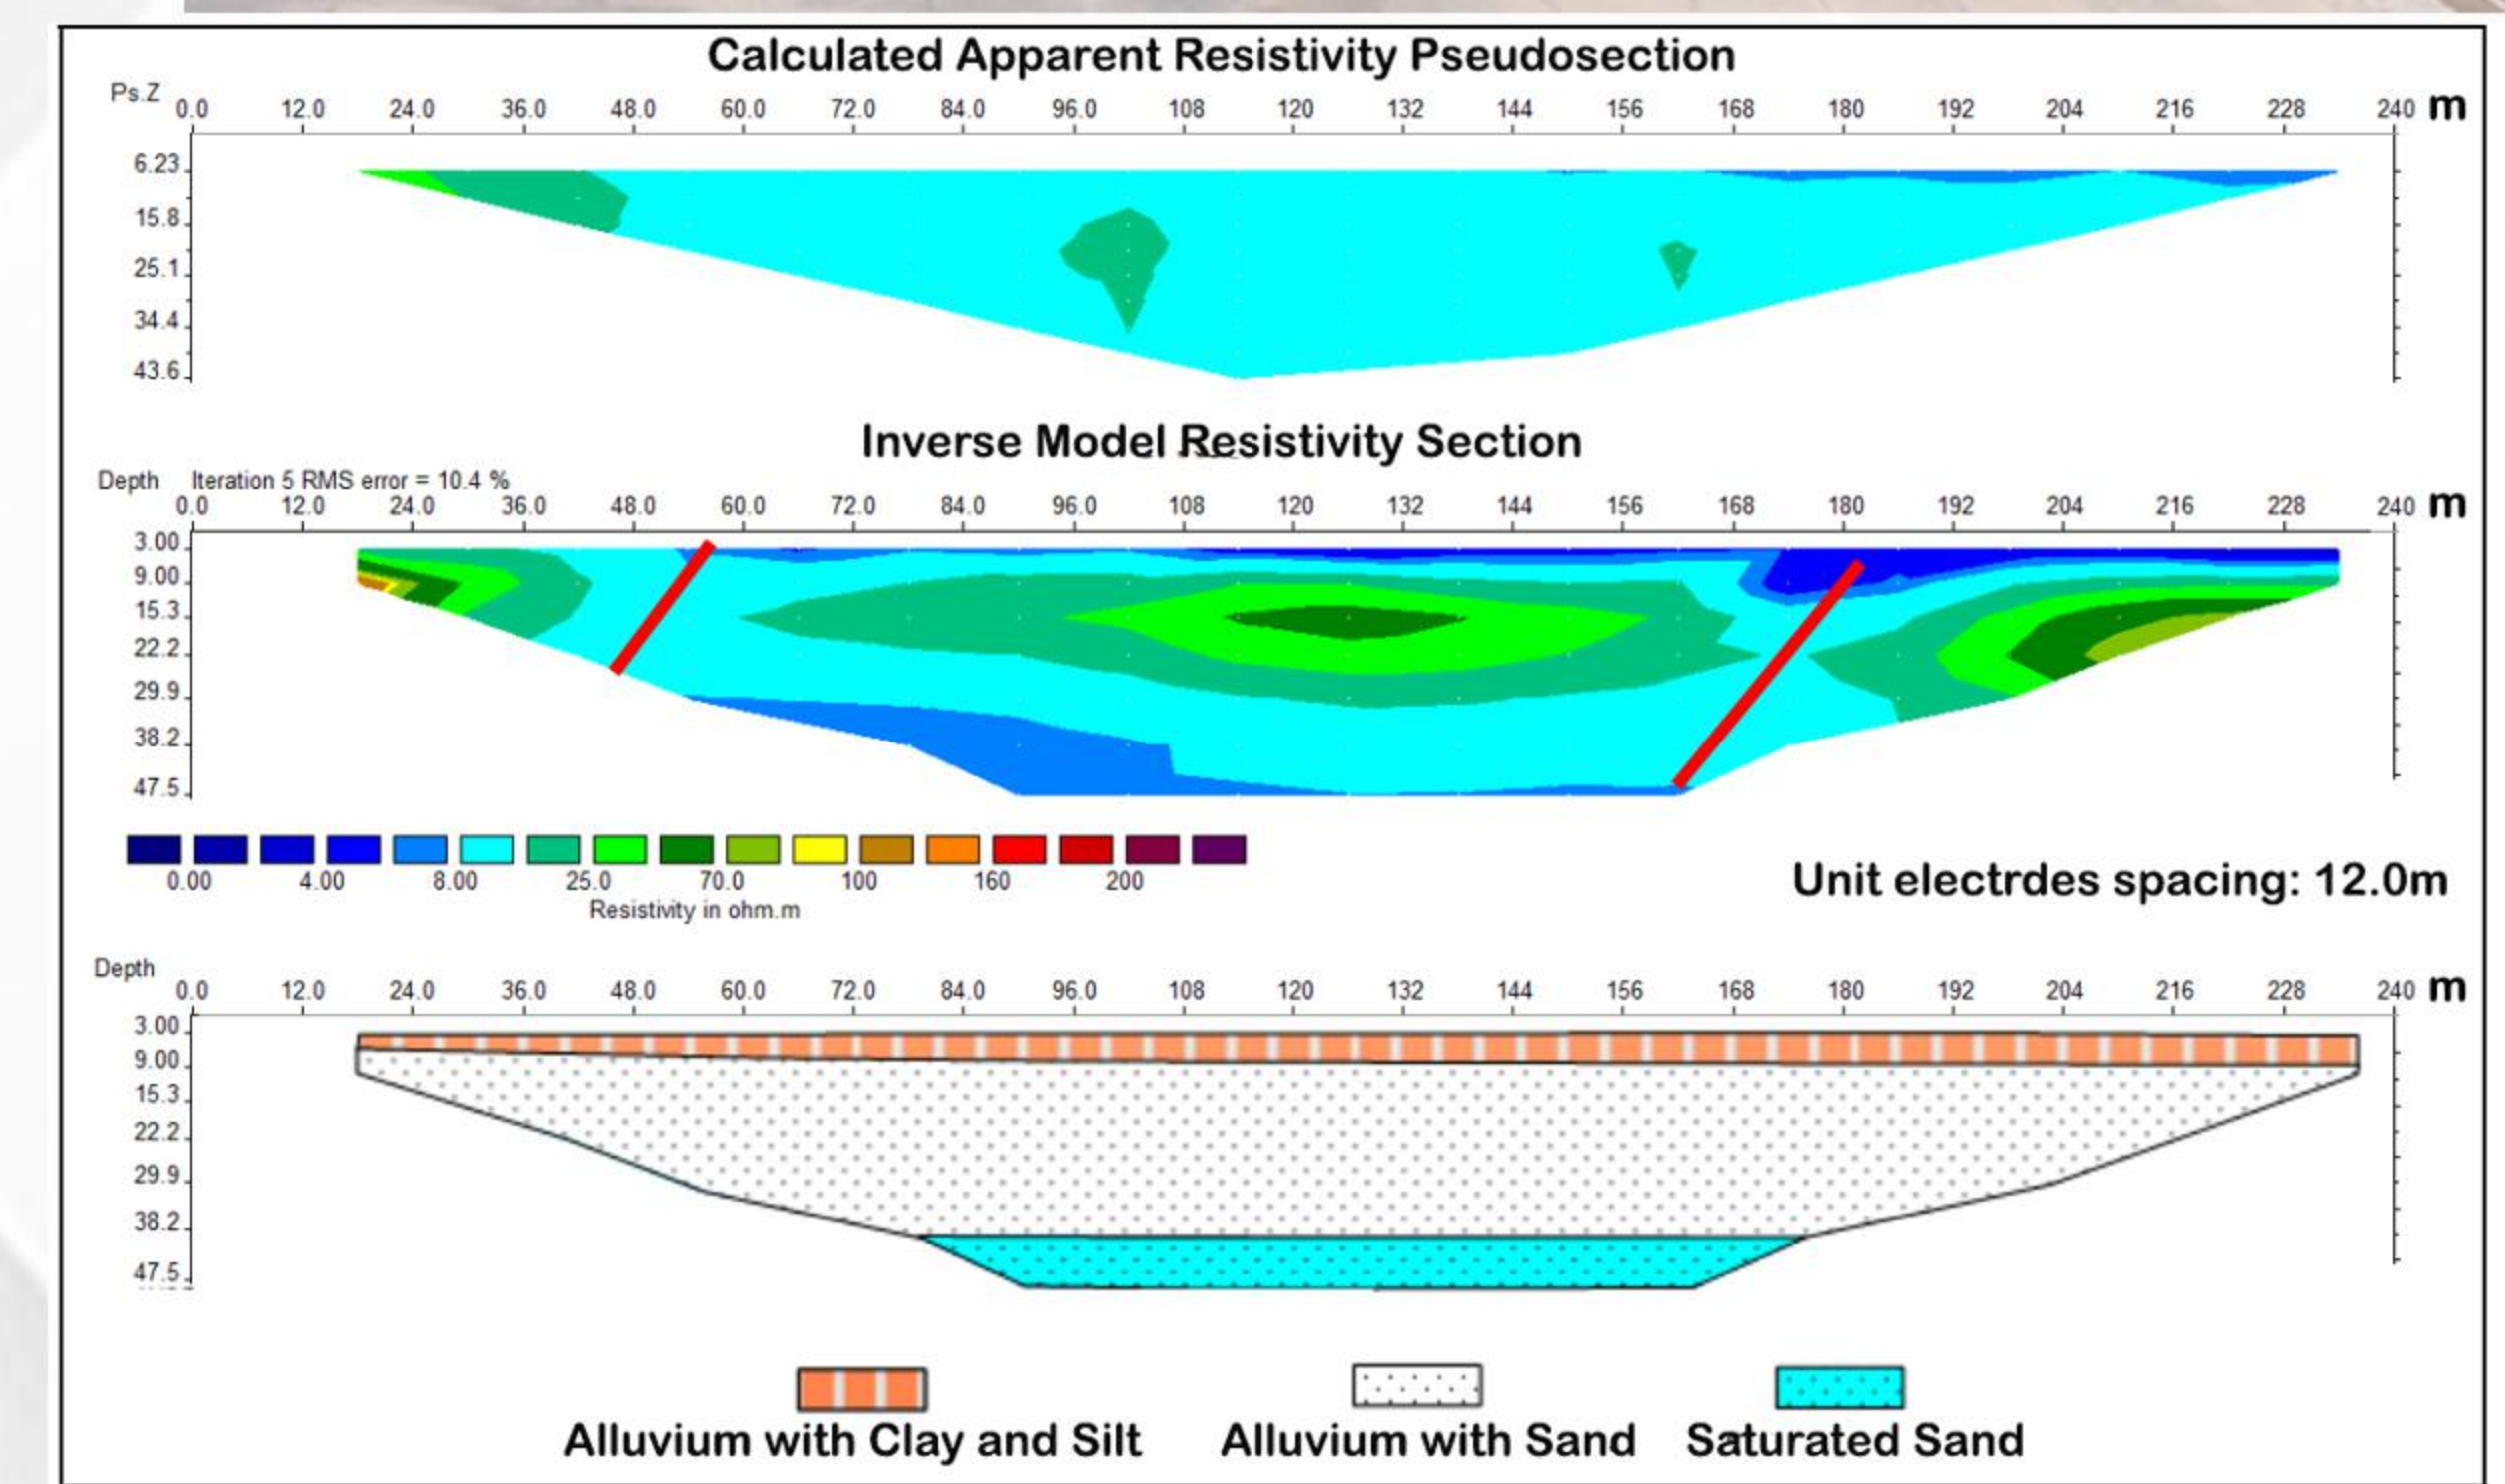 Calculated Apparent Resistivity Pseudosection
Ps.Z 0.0 12.0 24.0 36.0 48.0 60.0 72.0 84.0 96.0 108 120 132 144 156 168 180 192 204 216 228 240 m
6.23
15.8
25.1
34.4
43.6
Inverse Model Resistivity Section
Depth Iteration 5 RMS error = 10.4 %
0.0 12.0 24.0 36.0 48.0 60.0 72.0 84.0 96.0 108 120 132 144 156 168 180 192 204 216 228 240 m
3.00
9.00
15.3
22.2
29.9
38.2
47.5
0.00 4.00 8.00 25.0 70.0 100 160 200
Resistivity in ohm.m
Unit electrdes spacing: 12.0m
Depth
0.0 12.0 24.0 36.0 48.0 60.0 72.0 84.0 96.0 108 120 132 144 156 168 180 192 204 216 228 240 m
3.00
9.00
15.3
22.2
29.9
38.2
47.5
Alluvium with Clay and Silt Alluvium with Sand Saturated Sand